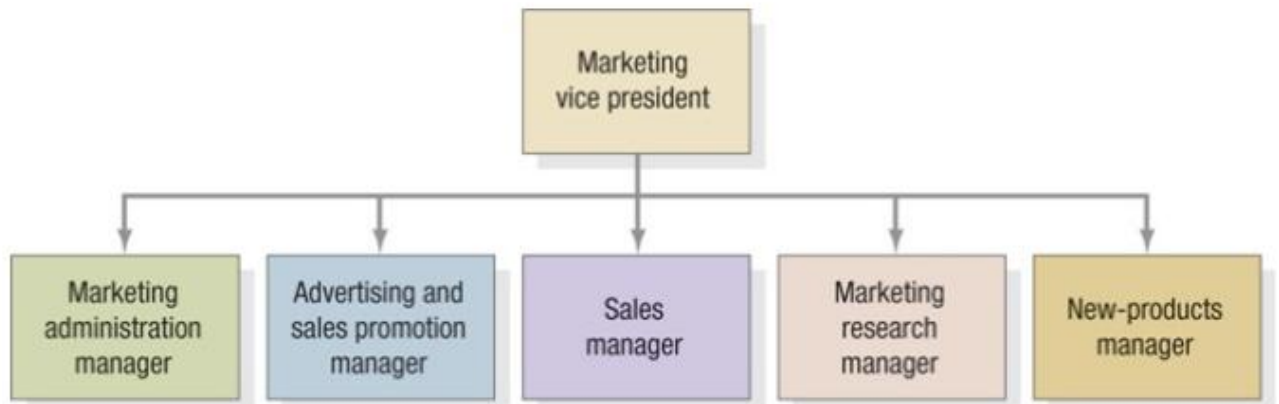 Marketing
vice president
Marketing
administration
manager
Advertising and
sales promotion
manager
Sales
manager
Marketing
research
manager
New-products
manager